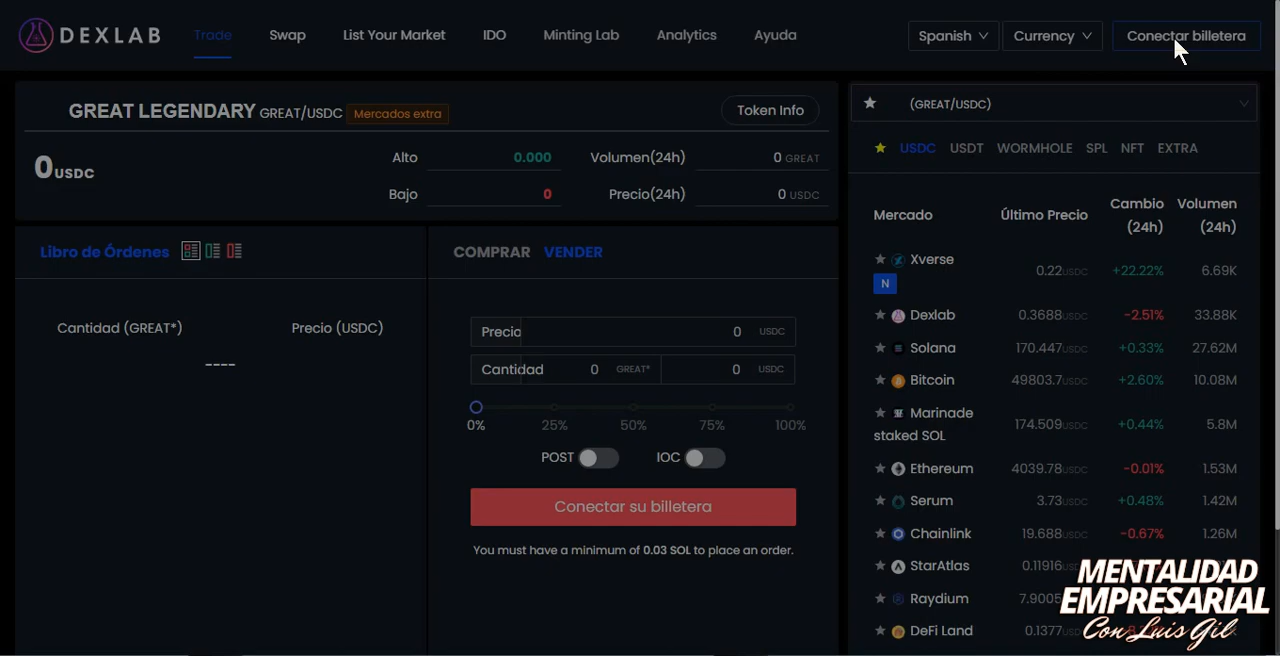 DEXLAB
Trade
Swap
List Your Market
IDO
Minting Lab
Analytics
Ayuda
Spanish
Currency
Conectar billetera
GREAT LEGENDARY GREAT/USDC Mercados extra
Token Info
0 USDC
Alto 0.000
Volumen(24h) 0 GREAT
Bajo 0
Precio(24h) 0 USDC
Libro de Órdenes
Cantidad (GREAT*) Precio (USDC)
----
COMPRAR VENDER
Precio 0 USDC
Cantidad 0 GREAT* 0 USDC
0% 25% 50% 75% 100%
POST IOC
Conectar su billetera
You must have a minimum of 0.03 SOL to place an order.
(GREAT/USDC)
USDC USDT WORMHOLE SPL NFT EXTRA
Mercado Último Precio Cambio (24h) Volumen (24h)
Xverse 0.22USDC +22.22% 6.69K
N
Dexlab 0.3688USDC -2.51% 33.88K
Solana 170.447USDC +0.33% 27.62M
Bitcoin 49803.7USDC +2.60% 10.08M
Marinade
staked SOL 174.509USDC +0.44% 5.8M
Ethereum 4039.78USDC -0.01% 1.53M
Serum 3.73USDC +0.48% 1.42M
Chainlink 19.688USDC -0.67% 1.26M
StarAtlas 0.11916
Raydium 7.9005
DeFi Land 0.1377
MENTALIDAD
EMPRESARIAL
Con Luis Gil